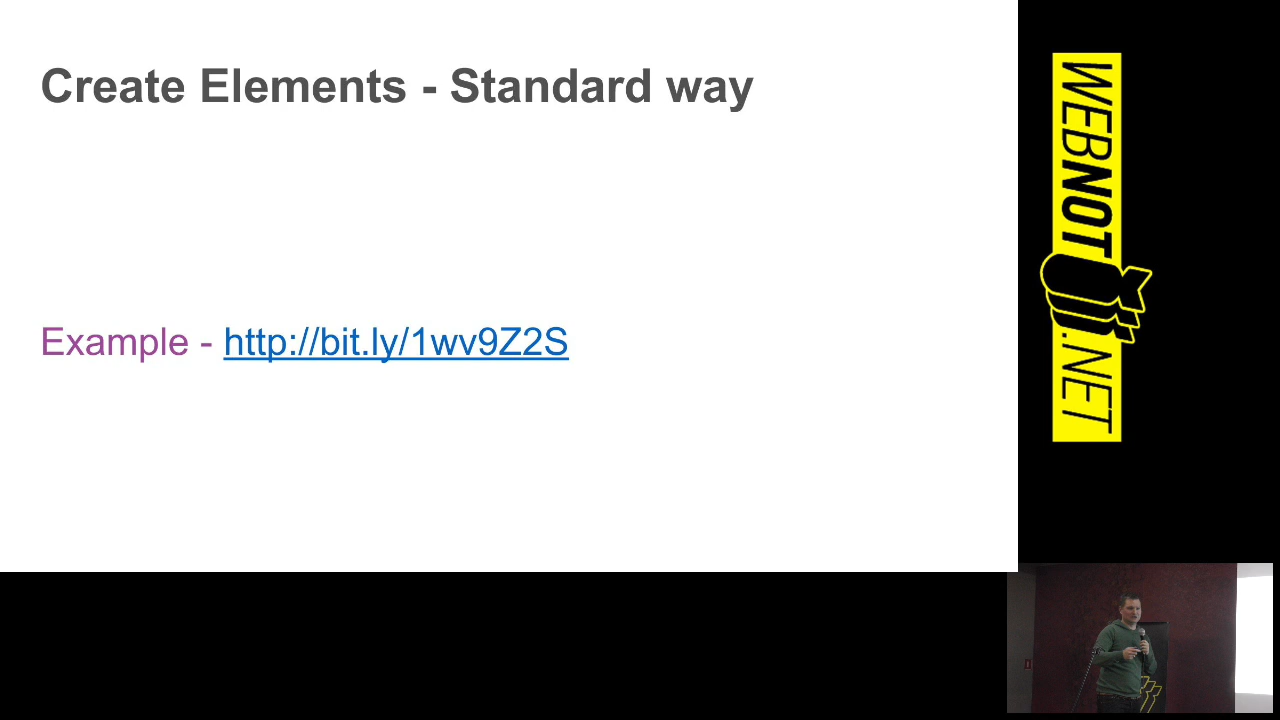 Create Elements - Standard way
Example - http://bit.ly/1wv9Z2S
WEBNOT
.NET